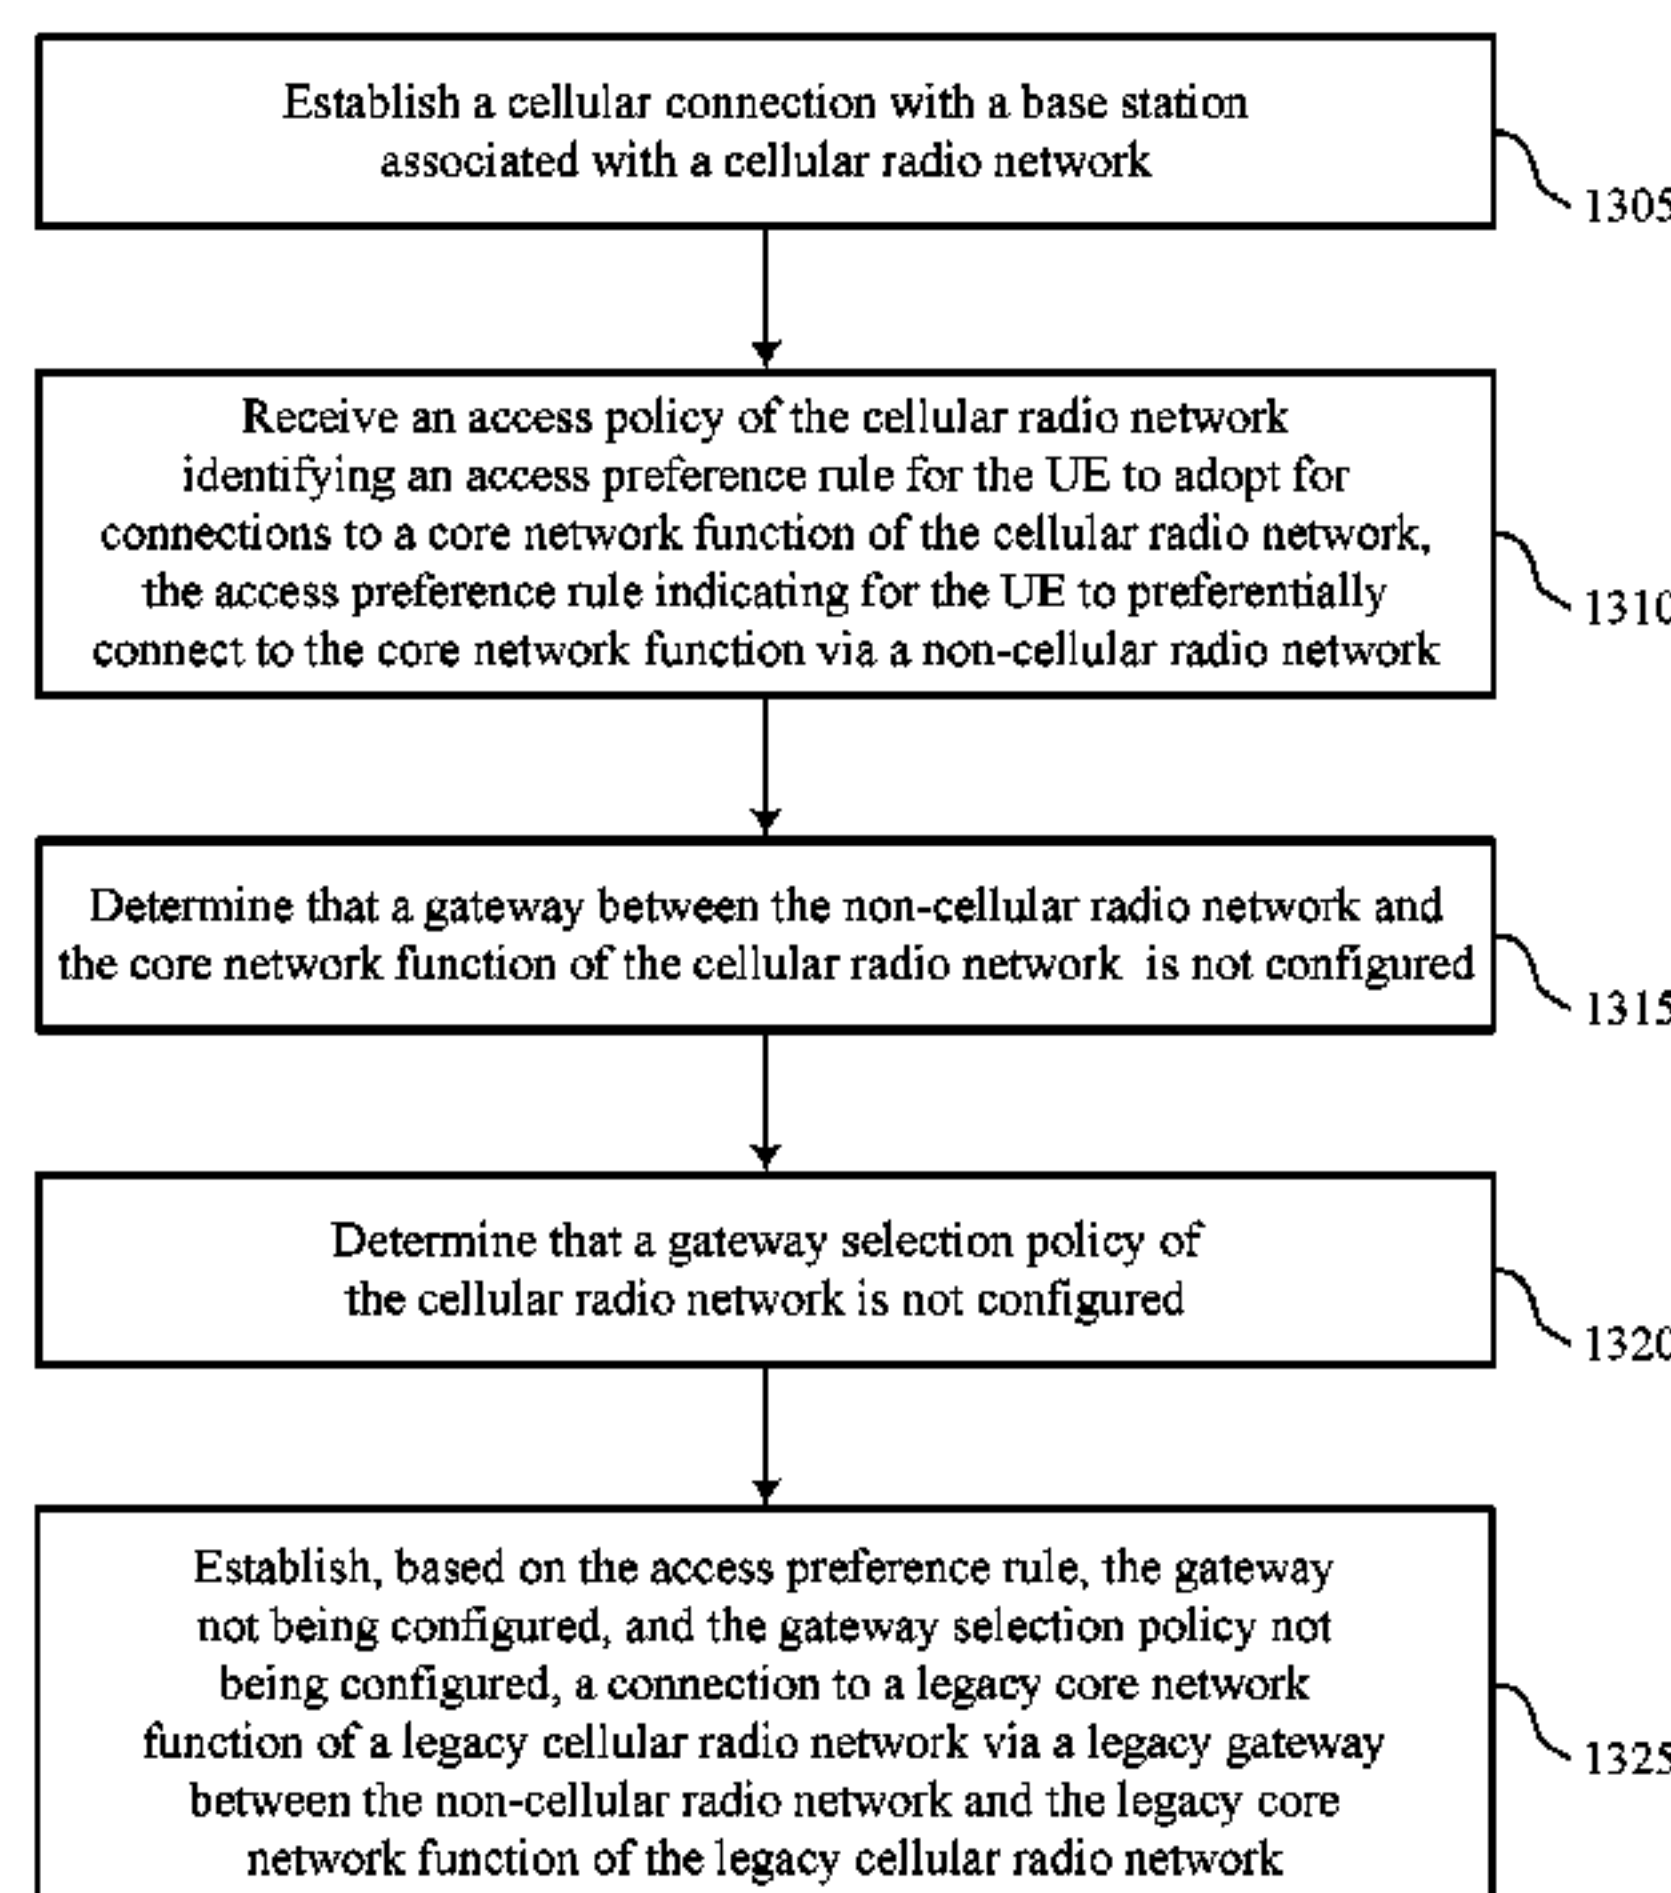 Establish a cellular connection with a base station
associated with a cellular radio network
1305
Receive an access policy of the cellular radio network
identifying an access preference rule for the UE to adopt for
connections to a core network function of the cellular radio network,
the access preference rule indicating for the UE to preferentially
connect to the core network function via a non-cellular radio network
1310
Determine that a gateway between the non-cellular radio network and
the core network function of the cellular radio network is not configured
1315
Determine that a gateway selection policy of
the cellular radio network is not configured
1320
Establish, based on the access preference rule, the gateway
not being configured, and the gateway selection policy not
being configured, a connection to a legacy core network
function of a legacy cellular radio network via a legacy gateway
between the non-cellular radio network and the legacy core
network function of the legacy cellular radio network
1325